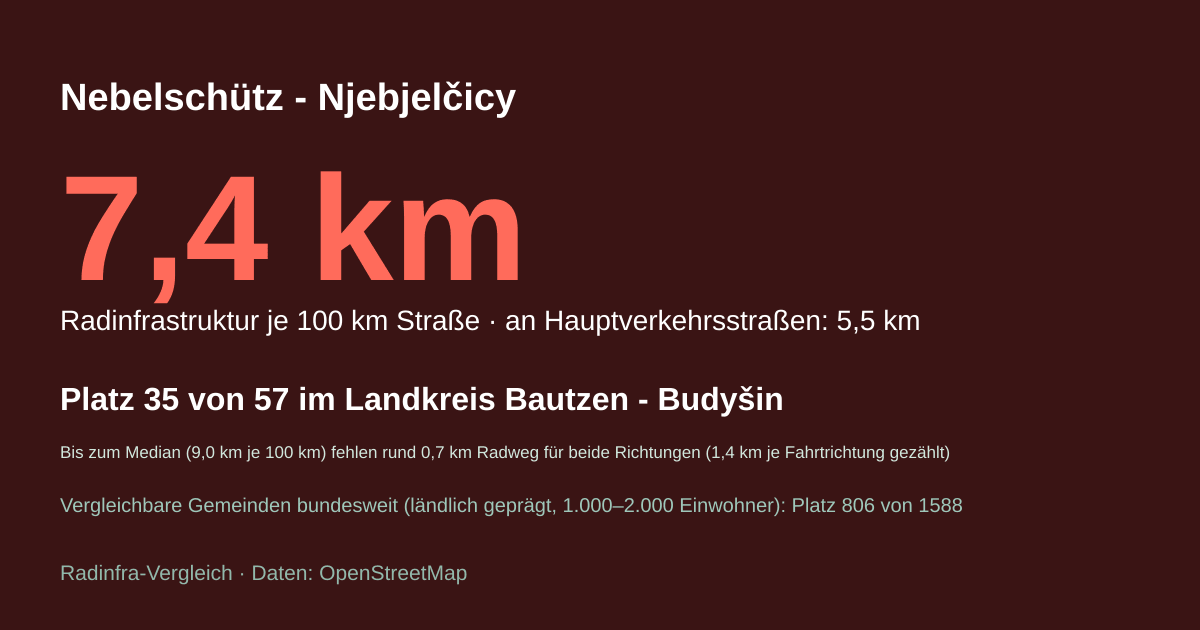 Nebelschütz - Njebjelčicy
7,4 km
Radinfrastruktur je 100 km Straße · an Hauptverkehrsstraßen: 5,5 km
Platz 35 von 57 im Landkreis Bautzen - Budyšin
Bis zum Median (9,0 km je 100 km) fehlen rund 0,7 km Radweg für beide Richtungen (1,4 km je Fahrtrichtung gezählt)
Vergleichbare Gemeinden bundesweit (ländlich geprägt, 1.000–2.000 Einwohner): Platz 806 von 1588
Radinfra-Vergleich · Daten: OpenStreetMap